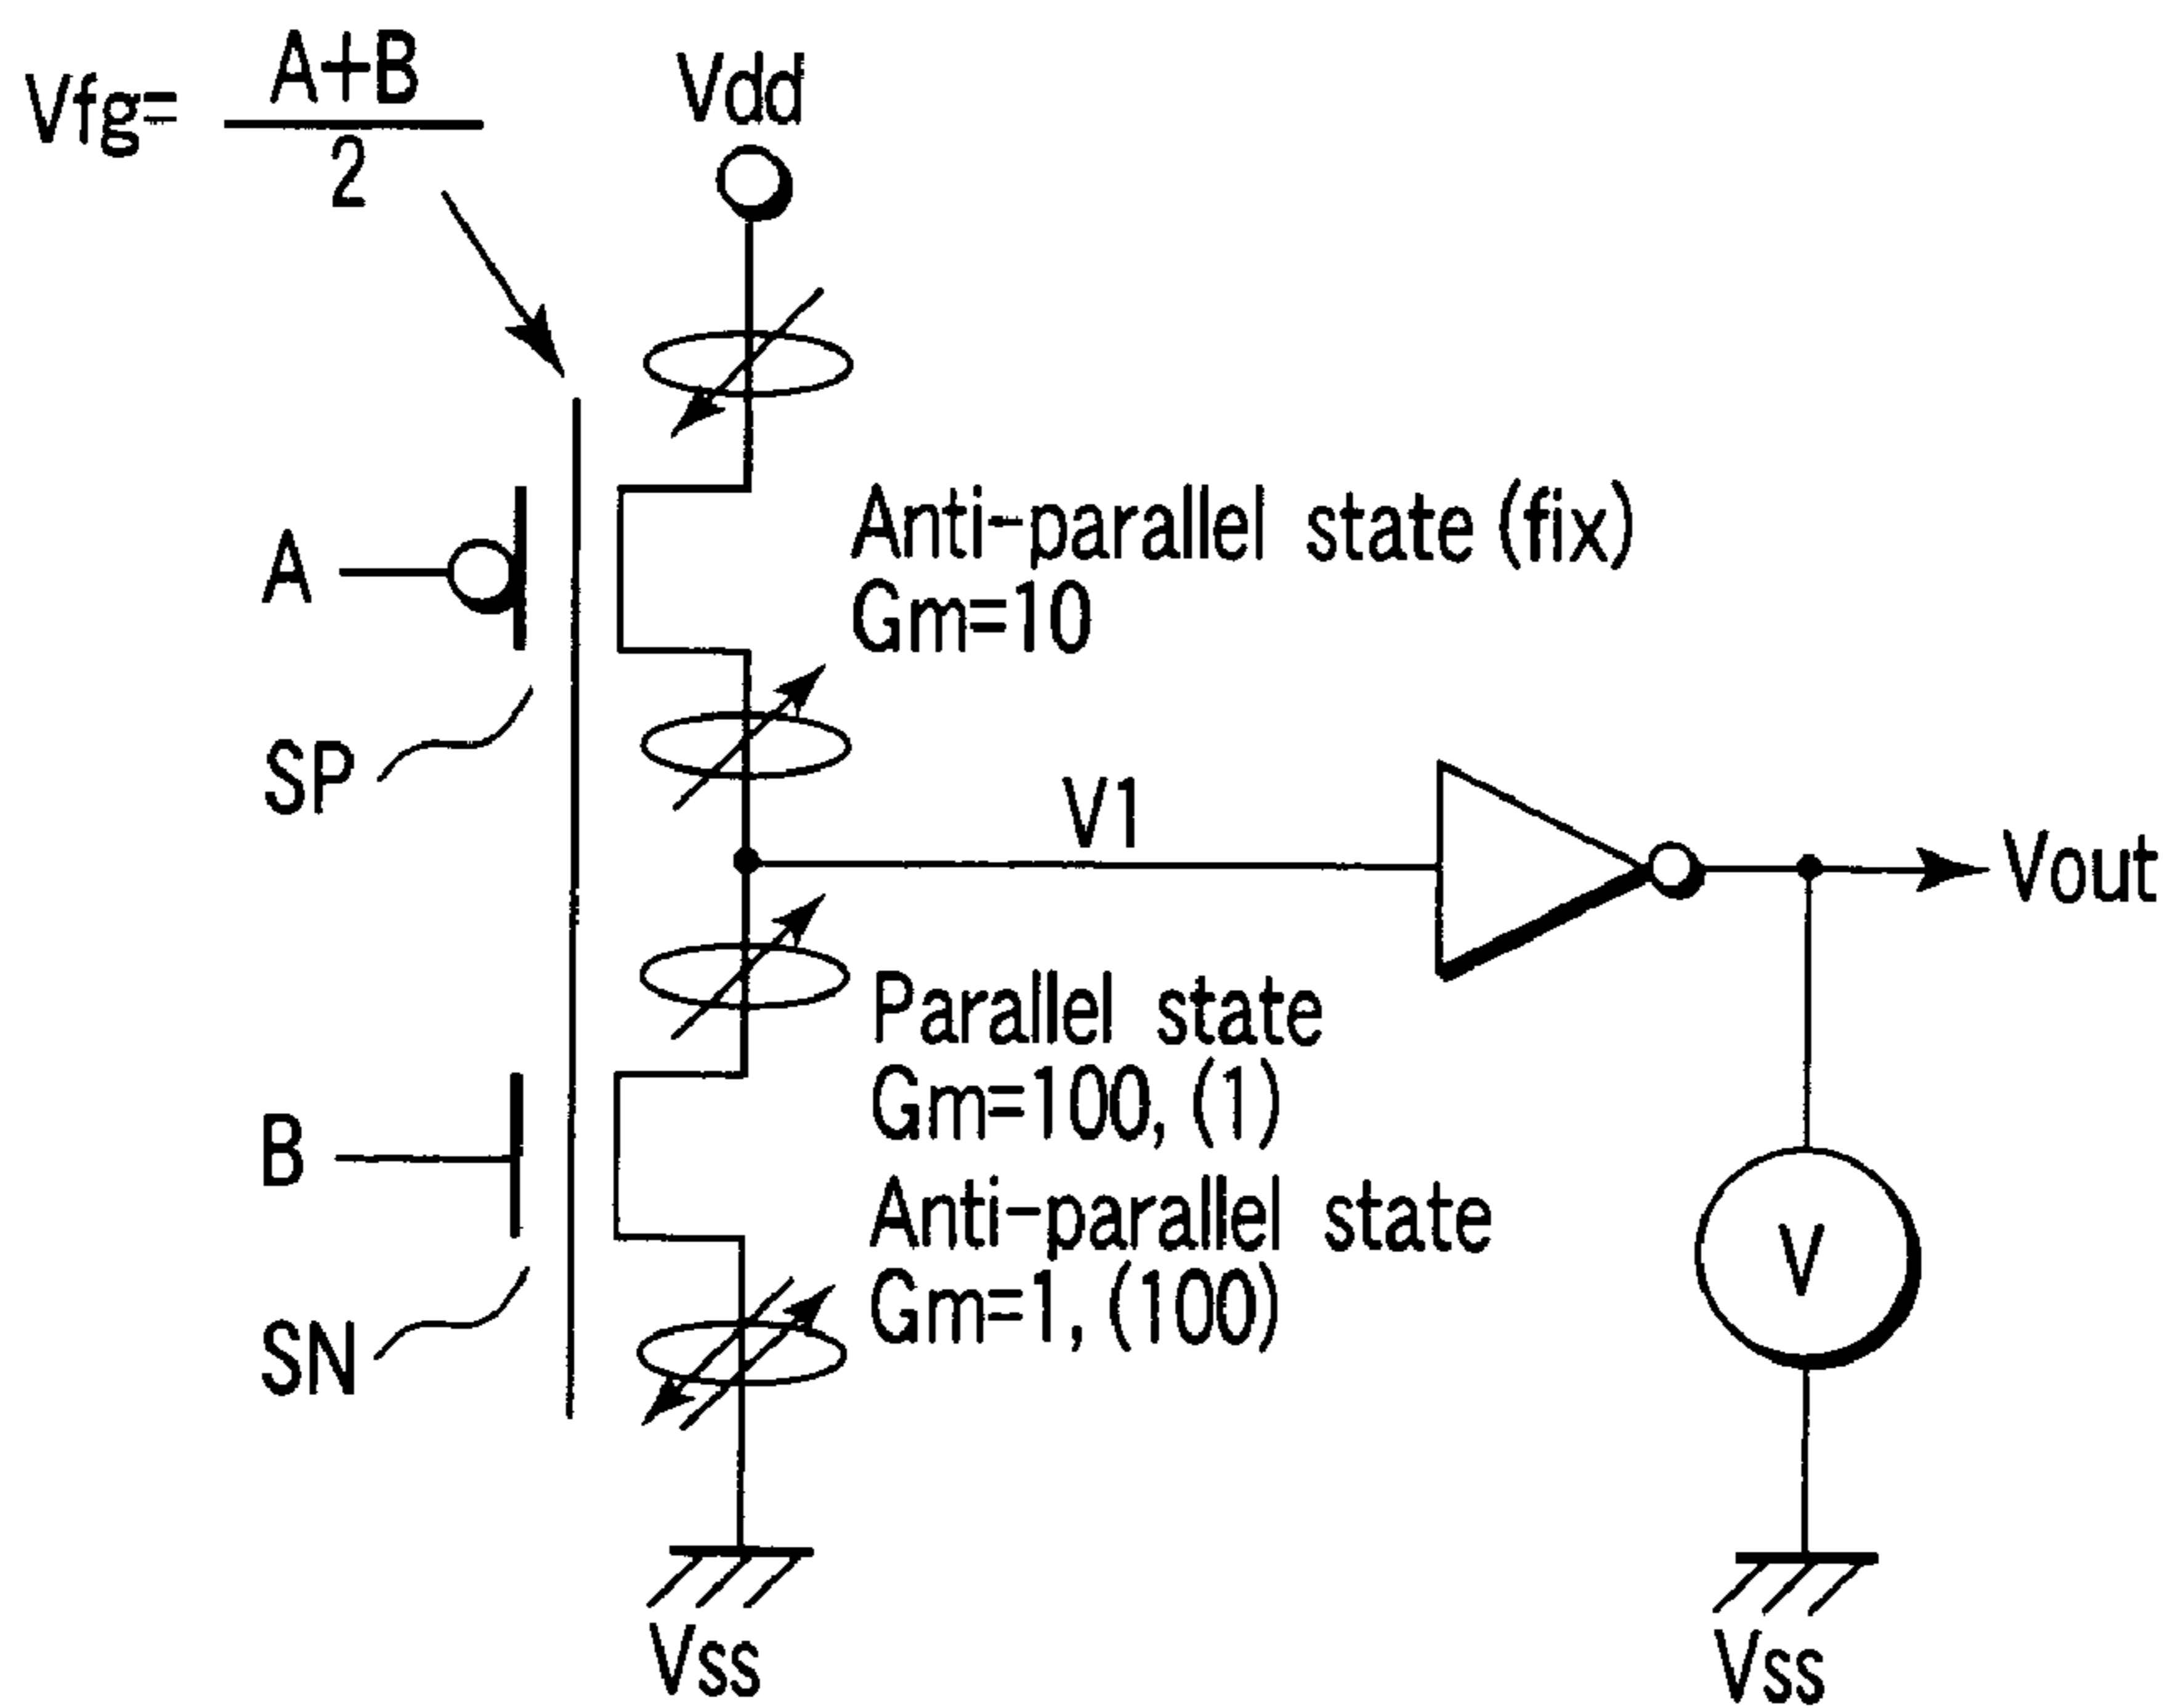 Vfg= A+B
2
Vdd
Anti-parallel state (fix)
Gm=10
A
SP
V1
Vout
Parallel state
Gm=100, (1)
B
Anti-parallel state
Gm=1, (100)
V
SN
Vss
Vss